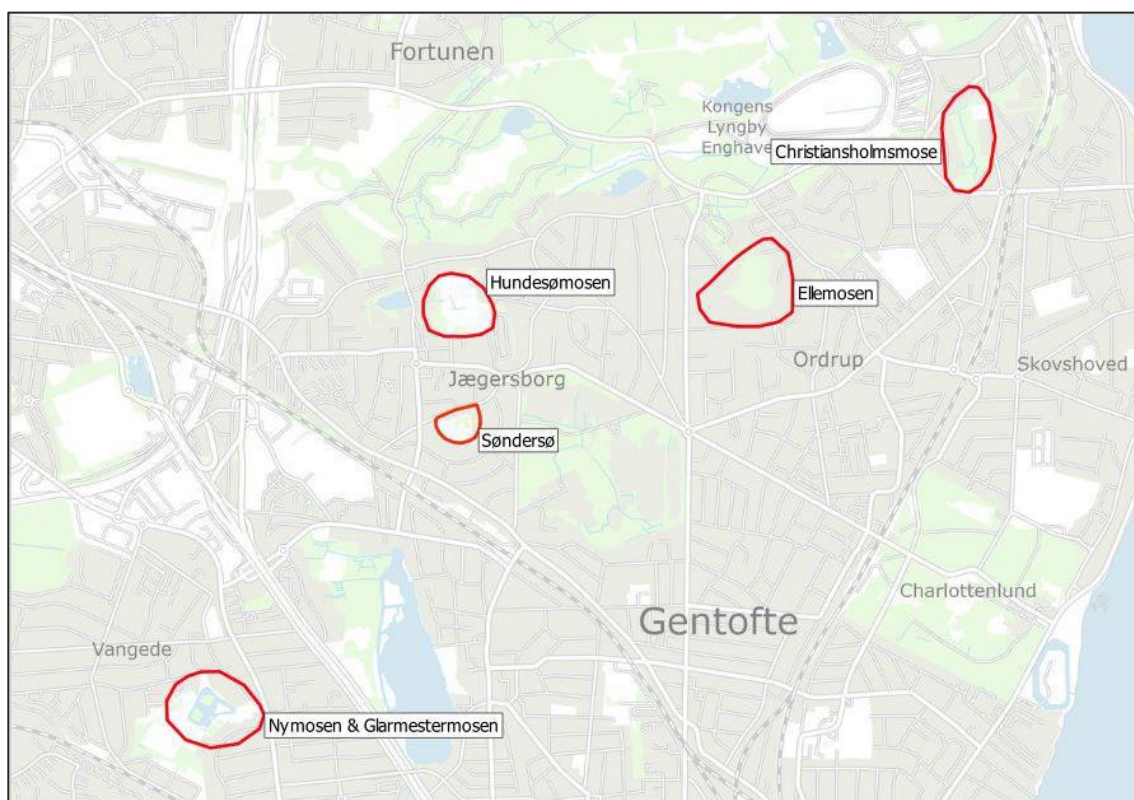 Fortunen
Kongens
Lyngby
Enghave
Christiansholmsmose
Hundesømosen
Ellemosen
Ordrup
Skovshoved
Jægersborg
Søndersø
Charlottenlund
Gentofte
Vangede
Nymosen & Glarmestermosen